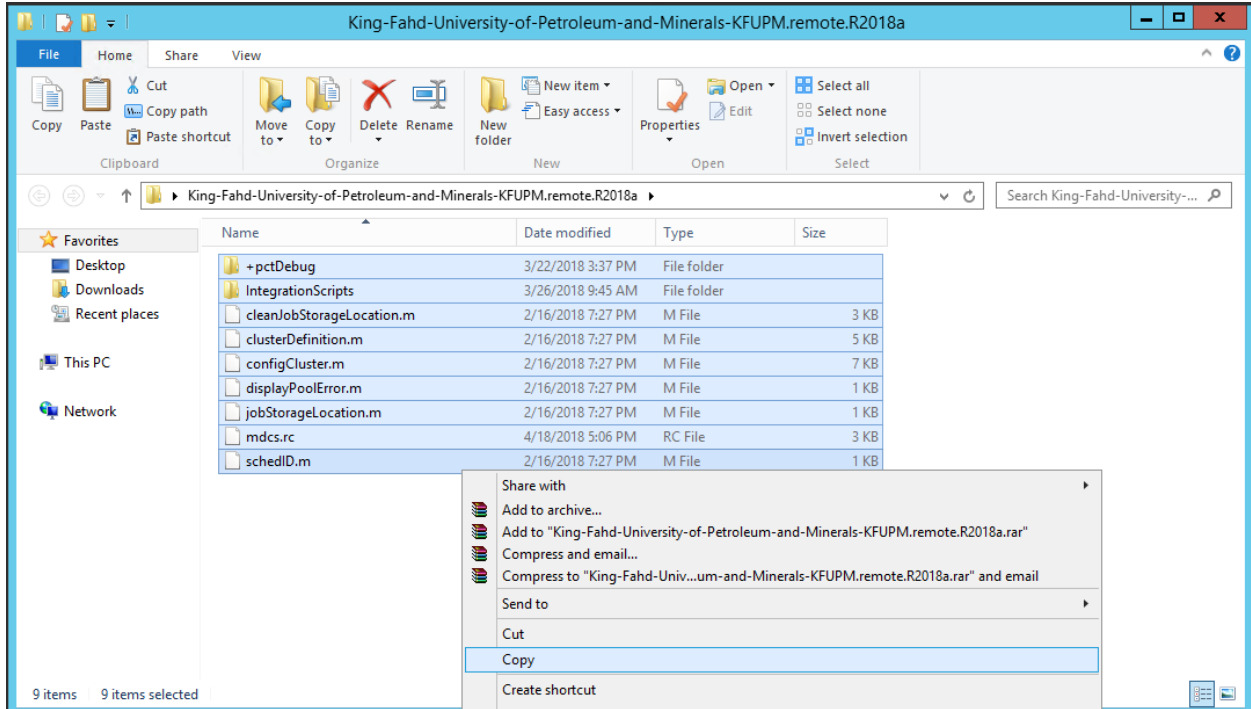 King-Fahd-University-of-Petroleum-and-Minerals-KFUPM.remote.R2018a
File Home Share View
Copy
Paste
Cut
Copy path
Paste shortcut
Clipboard
Move to
Copy to
Delete
Rename
Organize
New folder
New item
Easy access
New
Properties
Open
Edit
Open
Select all
Select none
Invert selection
Select
King-Fahd-University-of-Petroleum-and-Minerals-KFUPM.remote.R2018a
Search King-Fahd-University-...
Favorites
Desktop
Downloads
Recent places
This PC
Network
Name Date modified Type Size
+pctDebug 3/22/2018 3:37 PM File folder
IntegrationScripts 3/26/2018 9:45 AM File folder
cleanJobStorageLocation.m 2/16/2018 7:27 PM M File 3 KB
clusterDefinition.m 2/16/2018 7:27 PM M File 5 KB
configCluster.m 2/16/2018 7:27 PM M File 7 KB
displayPoolError.m 2/16/2018 7:27 PM M File 1 KB
jobStorageLocation.m 2/16/2018 7:27 PM M File 1 KB
mdcs.rc 4/18/2018 5:06 PM RC File 3 KB
schedID.m 2/16/2018 7:27 PM M File 1 KB
Share with
Add to archive...
Add to "King-Fahd-University-of-Petroleum-and-Minerals-KFUPM.remote.R2018a.rar"
Compress and email...
Compress to "King-Fahd-Univ...um-and-Minerals-KFUPM.remote.R2018a.rar" and email
Send to
Cut
Copy
Create shortcut
9 items 9 items selected